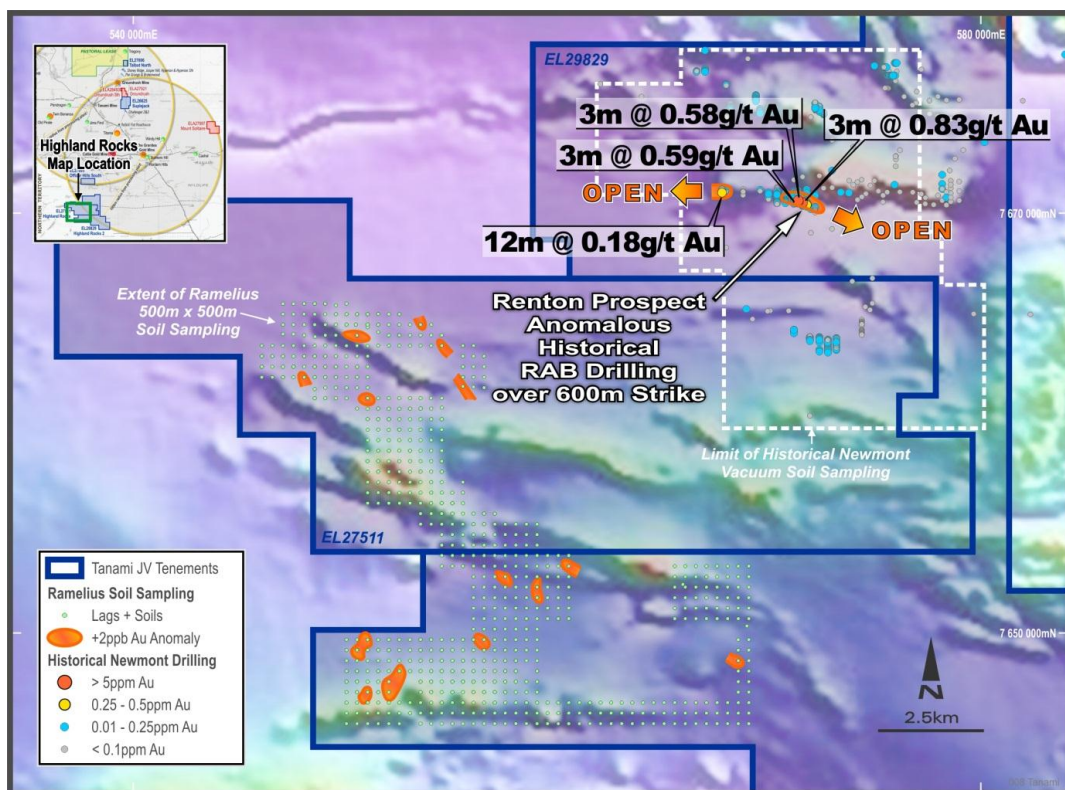 540 000mE
580 000mE
EL29829
3m @ 0.58g/t Au
3m @ 0.83g/t Au
3m @ 0.59g/t Au
OPEN
OPEN
12m @ 0.18g/t Au
7 670 000mN
Highland Rocks
Map Location
NORTHERN TERRITORY
Extent of Ramelius
500m x 500m
Soil Sampling
Renton Prospect
Anomalous
Historical
RAB Drilling
over 600m Strike
Limit of Historical Newmont
Vacuum Soil Sampling
EL27511
7 650 000mN
Tanami JV Tenements
Ramelius Soil Sampling
Lags + Soils
+2ppb Au Anomaly
Historical Newmont Drilling
> 5ppm Au
0.25 - 0.5ppm Au
0.01 - 0.25ppm Au
< 0.1ppm Au
N
2.5km